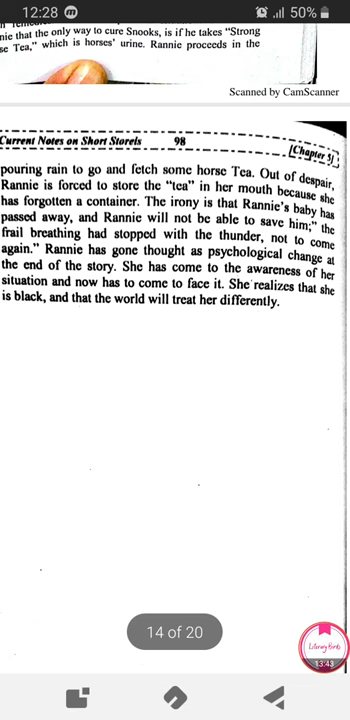 12:28 m 50%
nie that the only way to cure Snooks, is if he takes "Strong
se Tea," which is horses' urine. Rannie proceeds in the
Scanned by CamScanner
Current Notes on Short Storeis 98 [Chapter 5]
pouring rain to go and fetch some horse Tea. Out of despair,
Rannie is forced to store the "tea" in her mouth because she
has forgotten a container. The irony is that Rannie's baby has
passed away, and Rannie will not be able to save him;" the
frail breathing had stopped with the thunder, not to come
again." Rannie has gone thought as psychological change at
the end of the story. She has come to the awareness of her
situation and now has to come to face it. She realizes that she
is black, and that the world will treat her differently.
14 of 20
Literary Birds
13:43